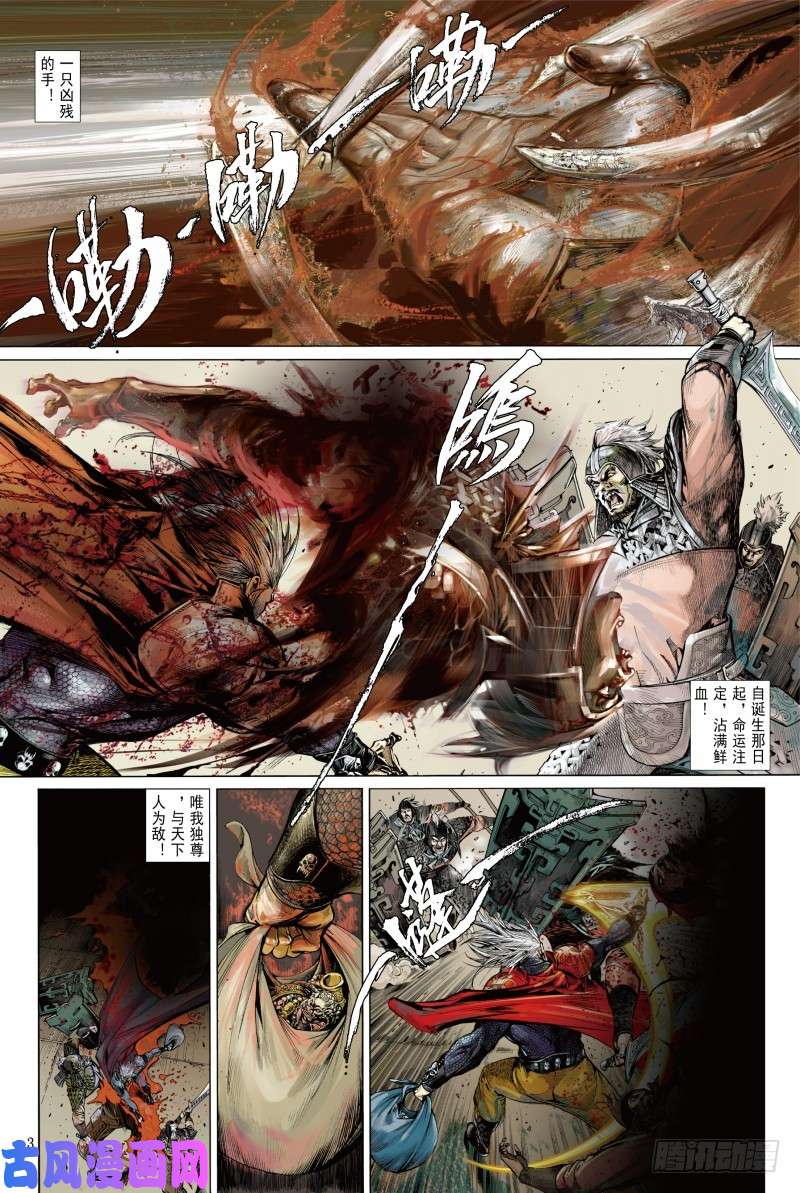 一只凶残
的手！
嘞
嘞
嘞
嘞
自诞生那日
起，命运注
定，沾满鲜
血！
唯我独尊
，与天下
人为敌！
3
古风漫画网
腾讯动漫